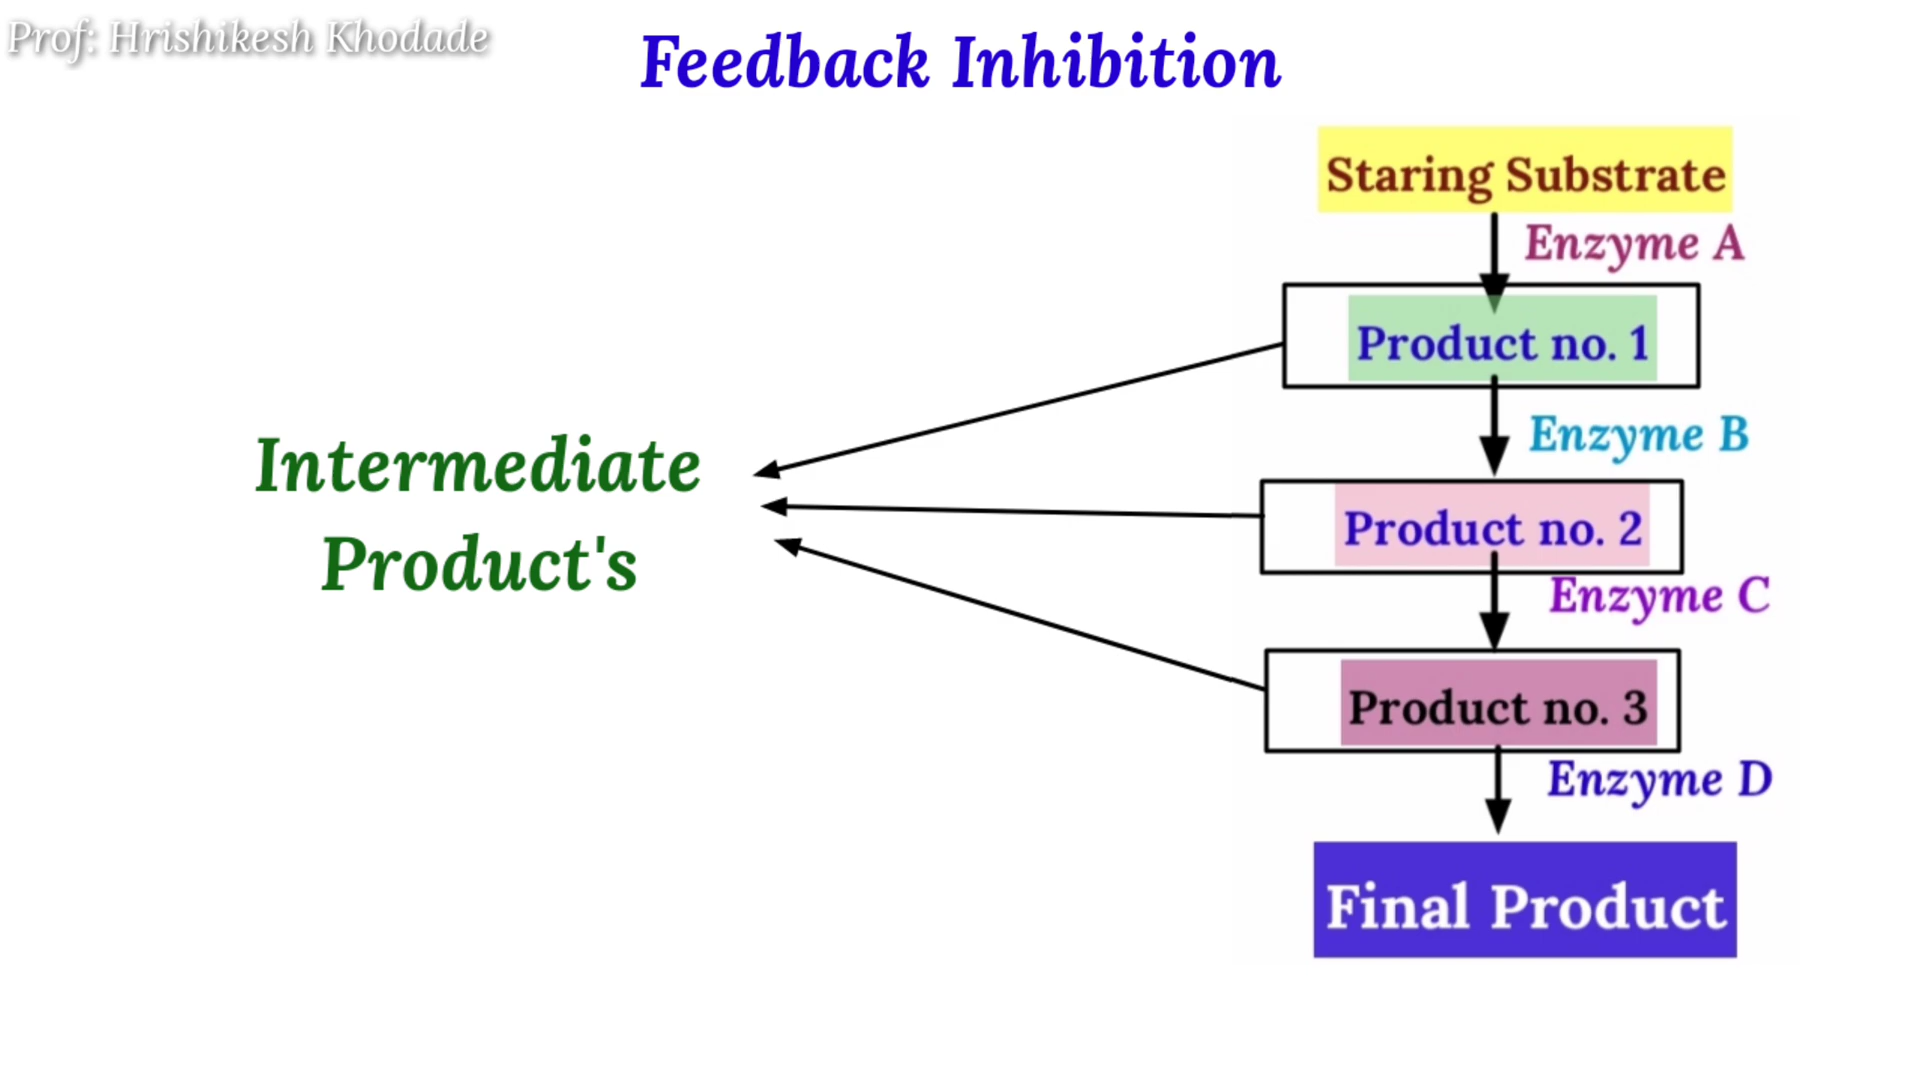 Prof: Hrishikesh Khodade
Feedback Inhibition
Staring Substrate
Enzyme A
Product no. 1
Enzyme B
Intermediate
Product's
Product no. 2
Enzyme C
Product no. 3
Enzyme D
Final Product